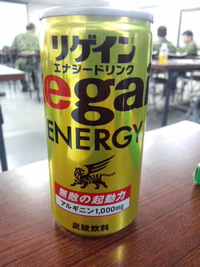 リゲイン
エナジードリンク
egai
ENERGY
無敵の起動力
アルギニン1,000mg
炭酸飲料